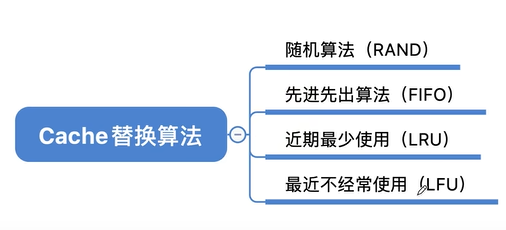 Cache替换算法
随机算法（RAND）
先进先出算法（FIFO）
近期最少使用（LRU）
最近不经常使用（LFU）